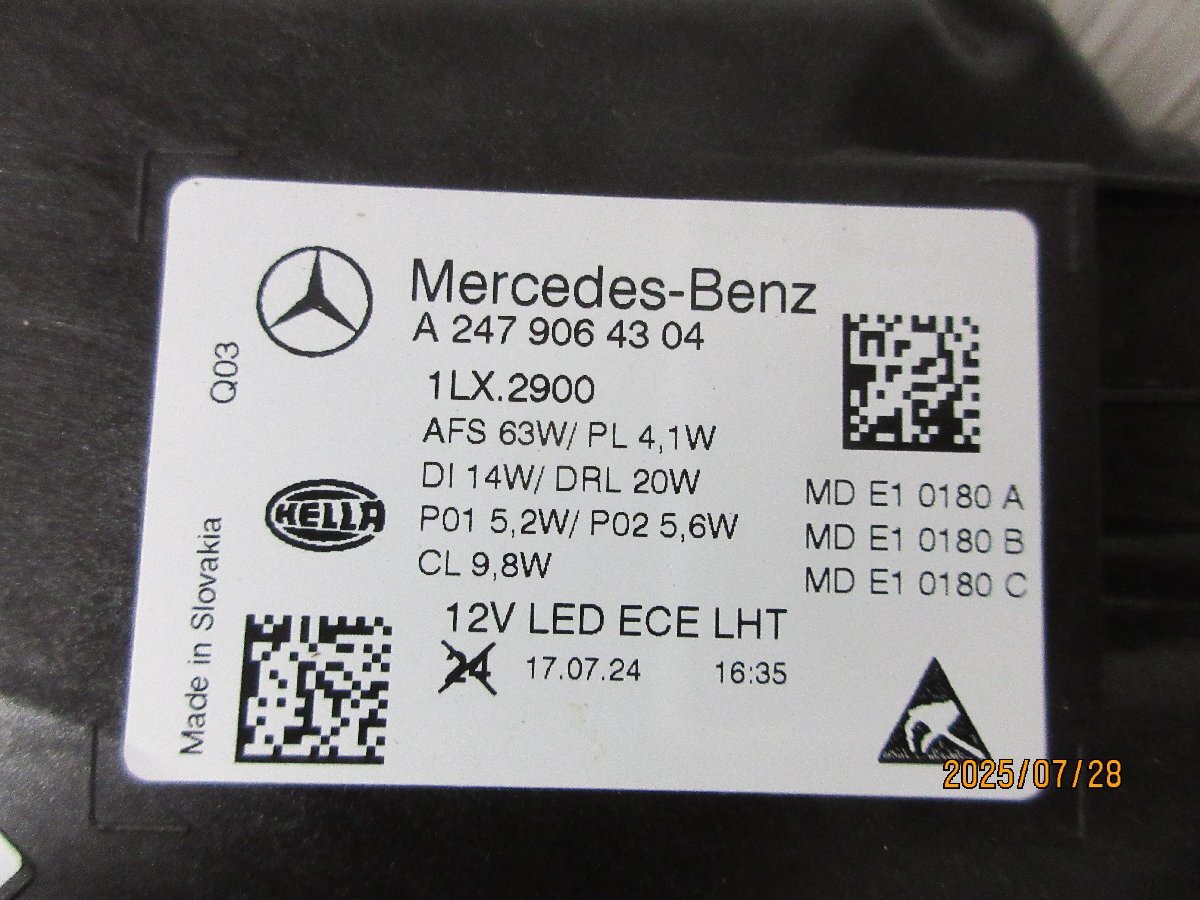 Mercedes-Benz
A 247 906 43 04
1LX.2900
AFS 63W/ PL 4,1W
DI 14W/ DRL 20W
P01 5,2W/ P02 5,6W
CL 9,8W
12V LED ECE LHT
24 17.07.24 16:35
MD E1 0180 A
MD E1 0180 B
MD E1 0180 C
Q03
HELLA
Made in Slovakia
2025/07/28